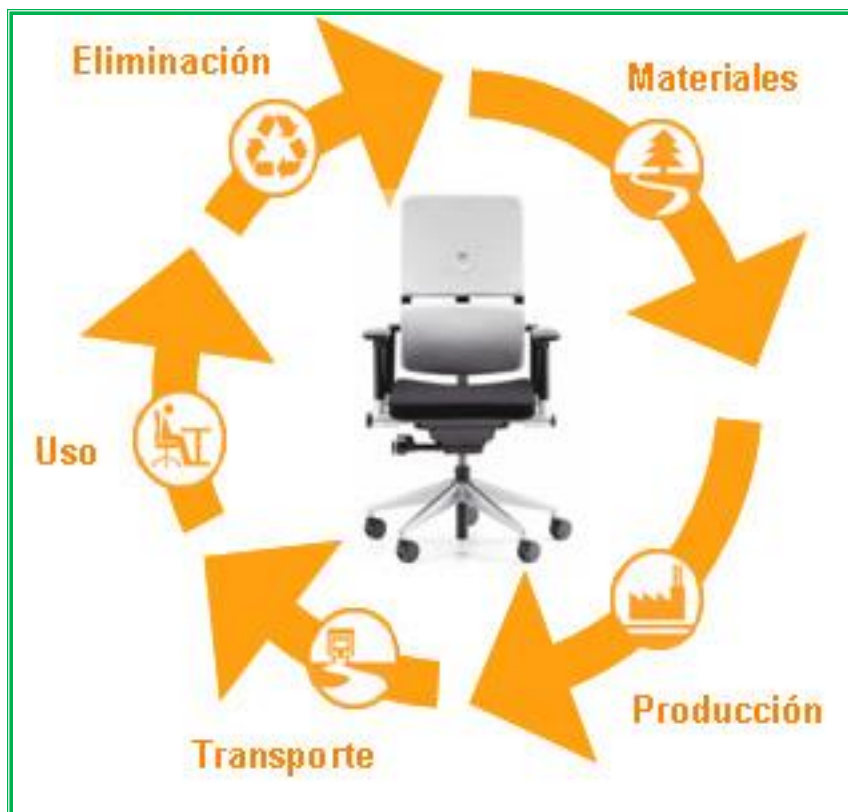 Eliminación
Materiales
Uso
Producción
Transporte